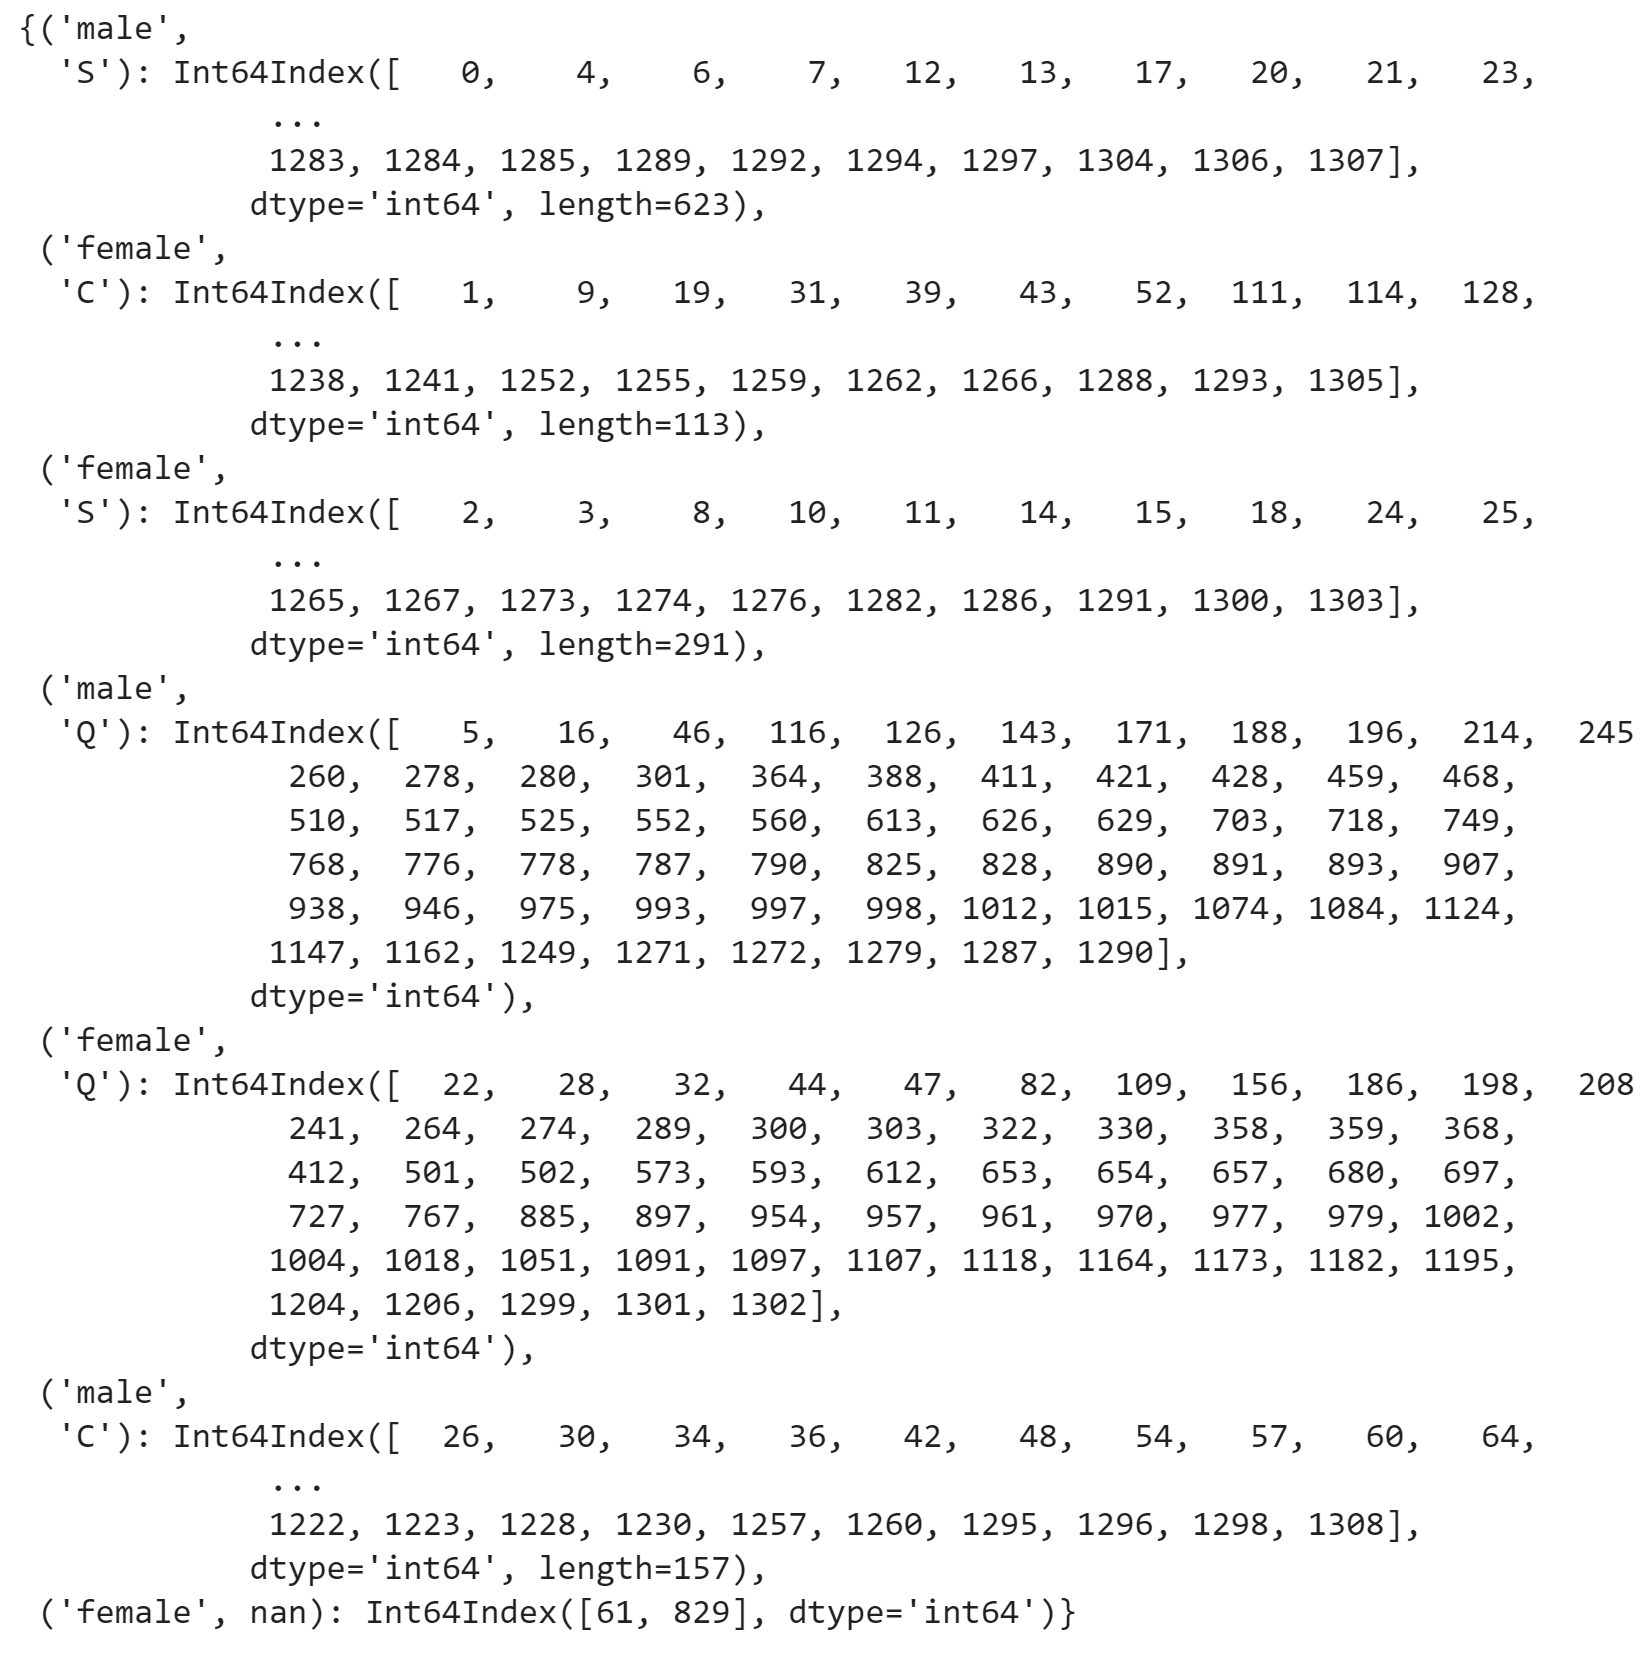 {('male',
  'S'): Int64Index([   0,    4,    6,    7,   12,   13,   17,   20,   21,   23,
             ...
             1283, 1284, 1285, 1289, 1292, 1294, 1297, 1304, 1306, 1307],
            dtype='int64', length=623),
 ('female',
  'C'): Int64Index([   1,    9,   19,   31,   39,   43,   52,  111,  114,  128,
             ...
             1238, 1241, 1252, 1255, 1259, 1262, 1266, 1288, 1293, 1305],
            dtype='int64', length=113),
 ('female',
  'S'): Int64Index([   2,    3,    8,   10,   11,   14,   15,   18,   24,   25,
             ...
             1265, 1267, 1273, 1274, 1276, 1282, 1286, 1291, 1300, 1303],
            dtype='int64', length=291),
 ('male',
  'Q'): Int64Index([   5,   16,   46,  116,  126,  143,  171,  188,  196,  214,  245
              260,  278,  280,  301,  364,  388,  411,  421,  428,  459,  468,
              510,  517,  525,  552,  560,  613,  626,  629,  703,  718,  749,
              768,  776,  778,  787,  790,  825,  828,  890,  891,  893,  907,
              938,  946,  975,  993,  997,  998, 1012, 1015, 1074, 1084, 1124,
             1147, 1162, 1249, 1271, 1272, 1279, 1287, 1290],
            dtype='int64'),
 ('female',
  'Q'): Int64Index([  22,   28,   32,   44,   47,   82,  109,  156,  186,  198,  208
              241,  264,  274,  289,  300,  303,  322,  330,  358,  359,  368,
              412,  501,  502,  573,  593,  612,  653,  654,  657,  680,  697,
              727,  767,  885,  897,  954,  957,  961,  970,  977,  979, 1002,
             1004, 1018, 1051, 1091, 1097, 1107, 1118, 1164, 1173, 1182, 1195,
             1204, 1206, 1299, 1301, 1302],
            dtype='int64'),
 ('male',
  'C'): Int64Index([  26,   30,   34,   36,   42,   48,   54,   57,   60,   64,
             ...
             1222, 1223, 1228, 1230, 1257, 1260, 1295, 1296, 1298, 1308],
            dtype='int64', length=157),
 ('female', nan): Int64Index([61, 829], dtype='int64')}